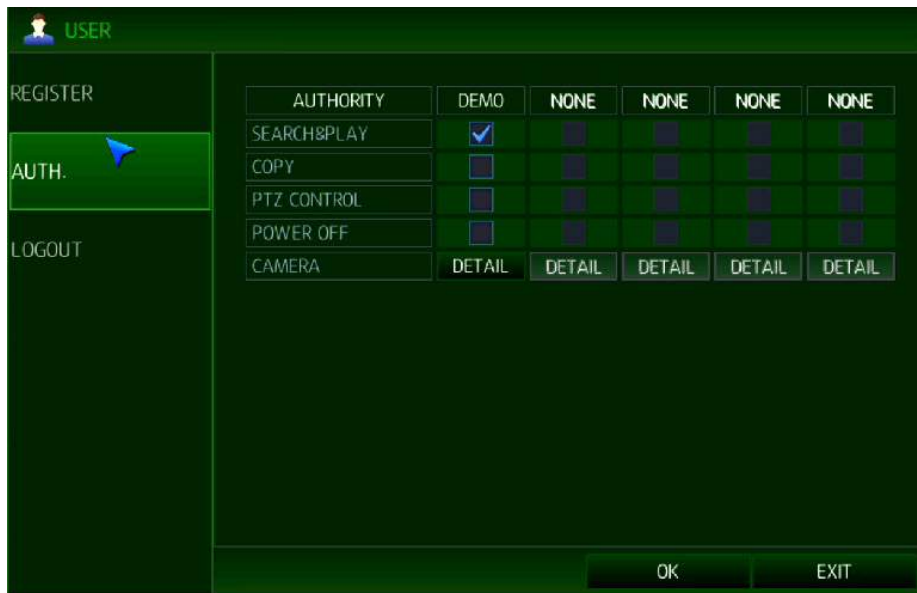 USER
REGISTER
AUTH.
LOGOUT
AUTHORITY DEMO NONE NONE NONE NONE
SEARCH&PLAY
COPY
PTZ CONTROL
POWER OFF
CAMERA DETAIL DETAIL DETAIL DETAIL DETAIL
OK EXIT